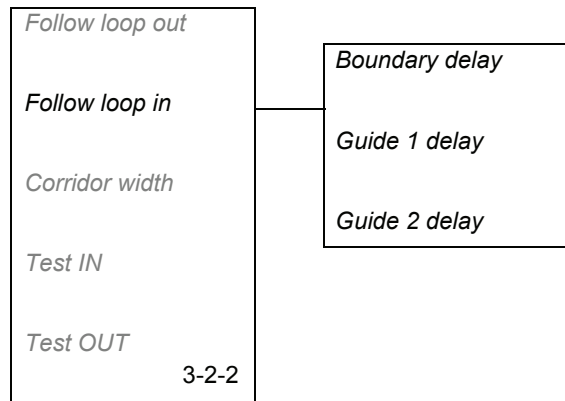 Follow loop out
Follow loop in
Corridor width
Test IN
Test OUT
3-2-2
Boundary delay
Guide 1 delay
Guide 2 delay